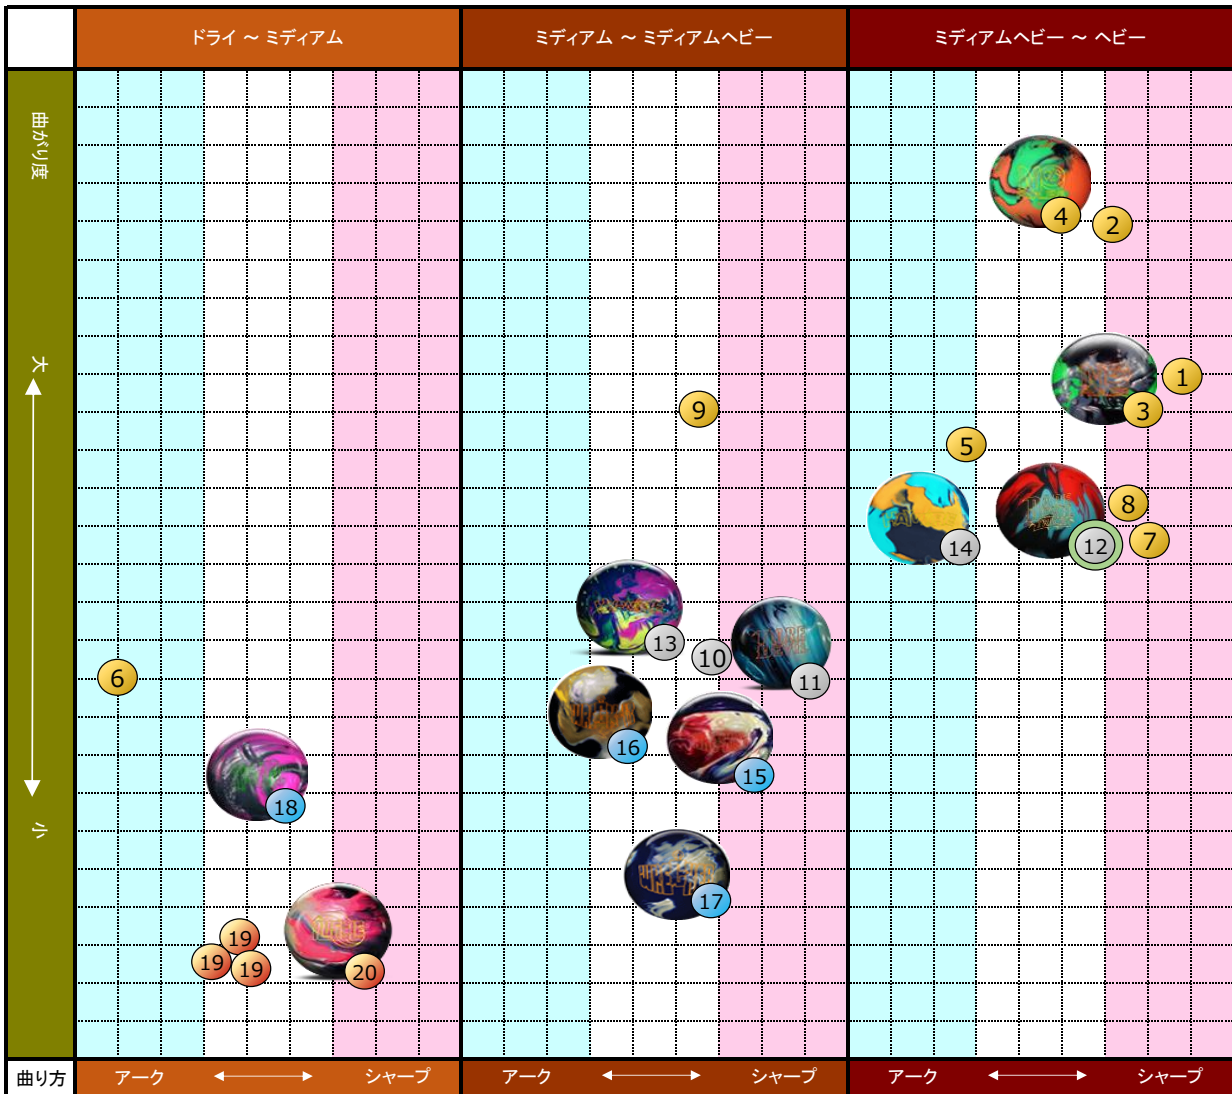 ドライ ~ ミディアム
ミディアム ~ ミディアムヘビー
ミディアムヘビー ~ ヘビー
曲がり度
大
小
4
2
1
3
9
5
8
14
12
7
13
10
11
6
16
15
18
17
19
19
19
20
曲り方
アーク
シャープ
アーク
シャープ
アーク
シャープ